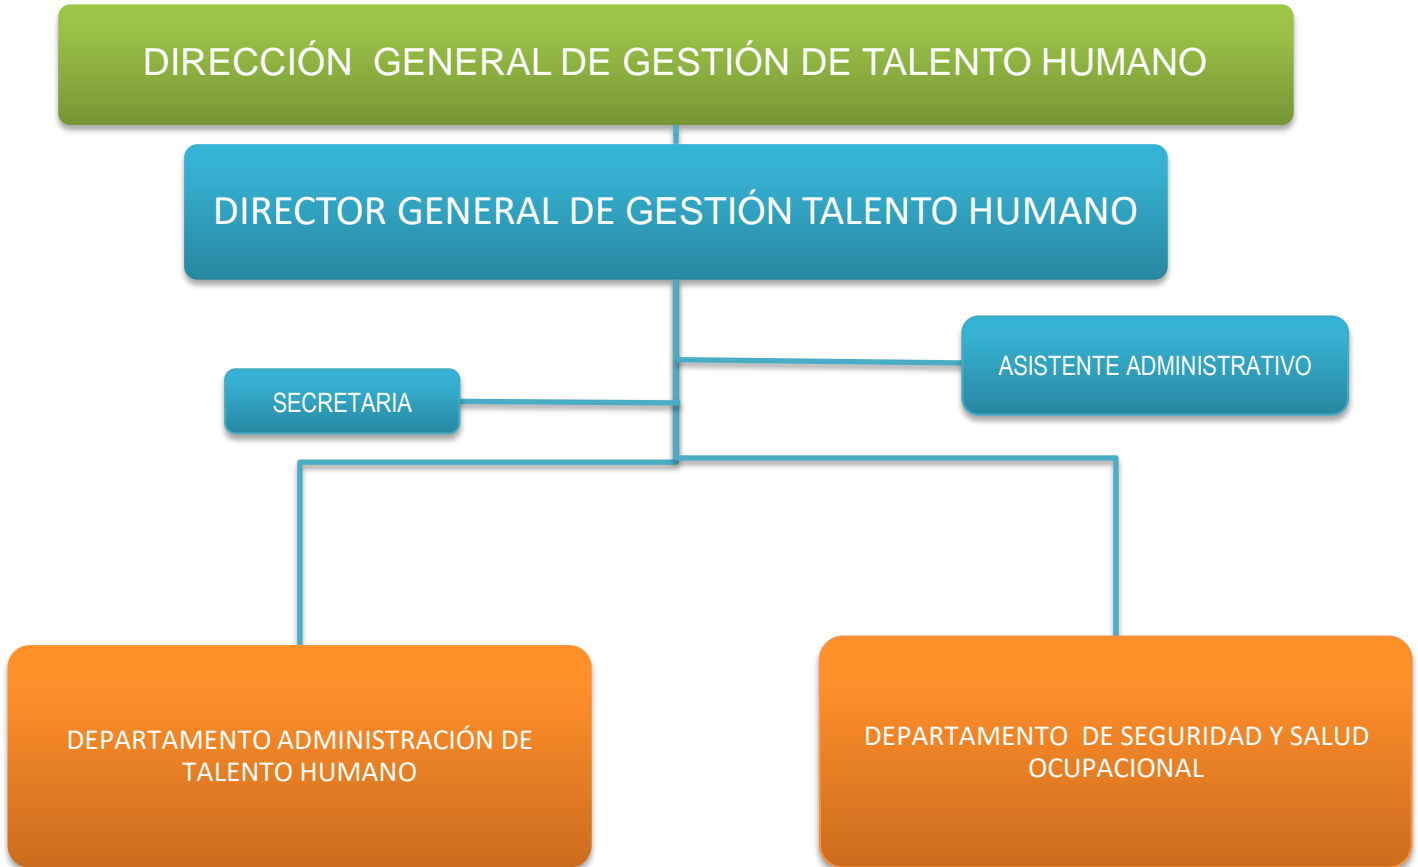 DIRECCIÓN  GENERAL DE GESTIÓN DE TALENTO HUMANO
DIRECTOR GENERAL DE GESTIÓN TALENTO HUMANO
ASISTENTE ADMINISTRATIVO
SECRETARIA
DEPARTAMENTO ADMINISTRACIÓN DE
TALENTO HUMANO
DEPARTAMENTO  DE SEGURIDAD Y SALUD
OCUPACIONAL